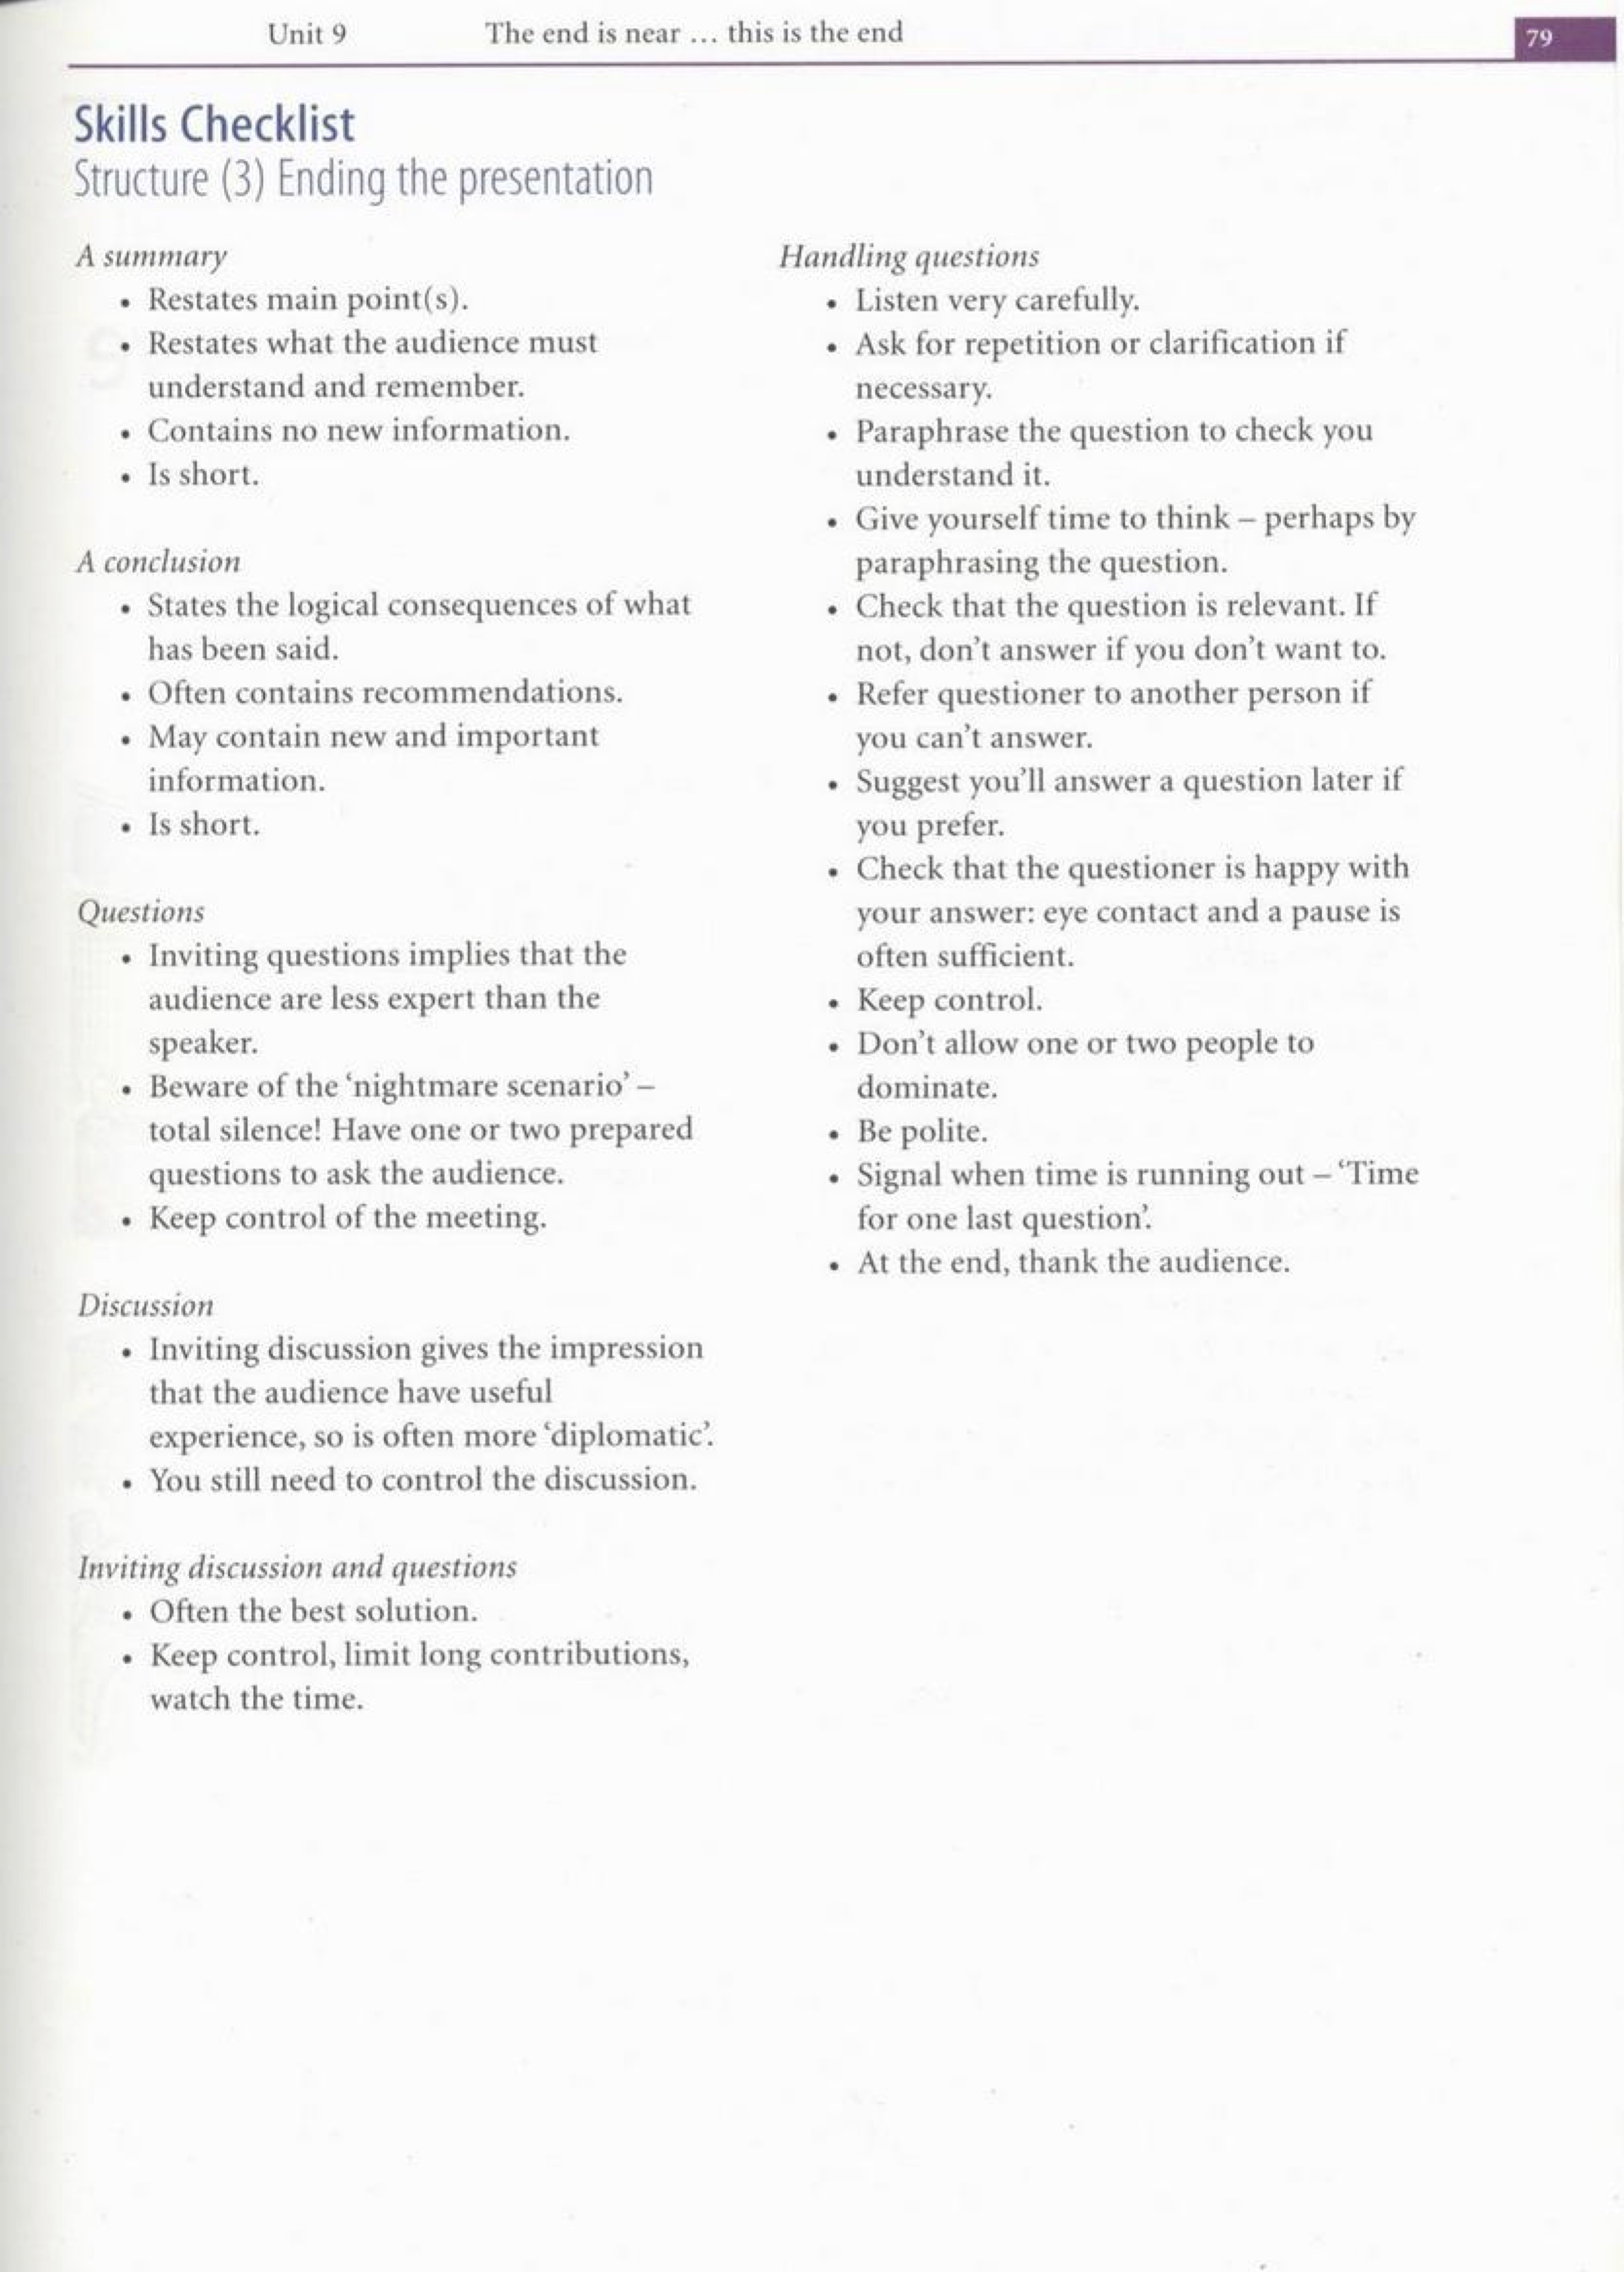 Unit 9 The end is near ... this is the end 79
Skills Checklist
Structure (3) Ending the presentation
A summary
• Restates main point(s).
• Restates what the audience must
understand and remember.
• Contains no new information.
• Is short.
A conclusion
• States the logical consequences of what
has been said.
• Often contains recommendations.
• May contain new and important
information.
• Is short.
Questions
• Inviting questions implies that the
audience are less expert than the
speaker.
• Beware of the ‘nightmare scenario’ –
total silence! Have one or two prepared
questions to ask the audience.
• Keep control of the meeting.
Discussion
• Inviting discussion gives the impression
that the audience have useful
experience, so is often more ‘diplomatic’.
• You still need to control the discussion.
Inviting discussion and questions
• Often the best solution.
• Keep control, limit long contributions,
watch the time.
Handling questions
• Listen very carefully.
• Ask for repetition or clarification if
necessary.
• Paraphrase the question to check you
understand it.
• Give yourself time to think – perhaps by
paraphrasing the question.
• Check that the question is relevant. If
not, don’t answer if you don’t want to.
• Refer questioner to another person if
you can’t answer.
• Suggest you’ll answer a question later if
you prefer.
• Check that the questioner is happy with
your answer: eye contact and a pause is
often sufficient.
• Keep control.
• Don’t allow one or two people to
dominate.
• Be polite.
• Signal when time is running out – ‘Time
for one last question’.
• At the end, thank the audience.